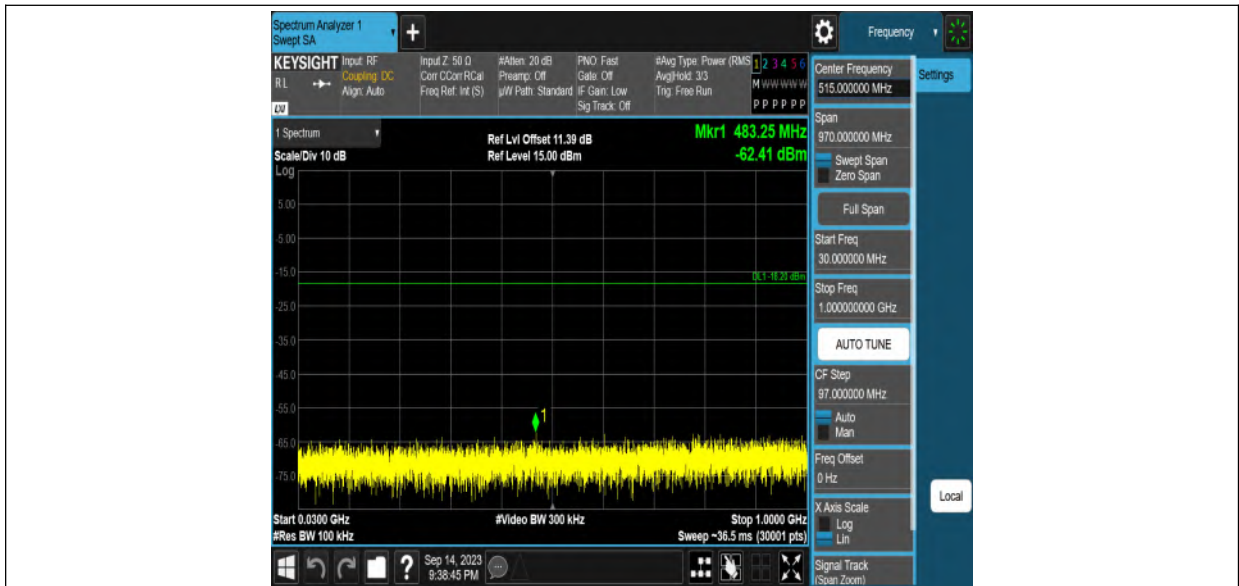 Spectrum Analyzer 1
Swept SA
Frequency
KEYSIGHT
R L
LXI
Input: RF
Coupling: DC
Align: Auto
Input Z: 50 Ω
Corr CCorr RCal
Freq Ref: Int (S)
#Atten: 20 dB
Preamp: Off
µW Path: Standard
PNO: Fast
Gate: Off
IF Gain: Low
Sig Track: Off
#Avg Type: Power (RMS
Avg|Hold: 3/3
Trig: Free Run
1 2 3 4 5 6
M W W W W W
P P P P P P
1 Spectrum
Scale/Div 10 dB
Log
Ref Lvl Offset 11.39 dB
Ref Level 15.00 dBm
Mkr1 483.25 MHz
-62.41 dBm
5.00
-5.00
-15.0
DL1 -18.20 dBm
-25.0
-35.0
-45.0
-55.0
1
-65.0
-75.0
Start 0.0300 GHz
#Video BW 300 kHz
Stop 1.0000 GHz
#Res BW 100 kHz
Sweep ~36.5 ms (30001 pts)
?
Sep 14, 2023
9:38:45 PM
Center Frequency
515.000000 MHz
Settings
Span
970.000000 MHz
Swept Span
Zero Span
Full Span
Start Freq
30.000000 MHz
Stop Freq
1.000000000 GHz
AUTO TUNE
CF Step
97.000000 MHz
Auto
Man
Freq Offset
0 Hz
Local
X Axis Scale
Log
Lin
Signal Track
(Span Zoom)